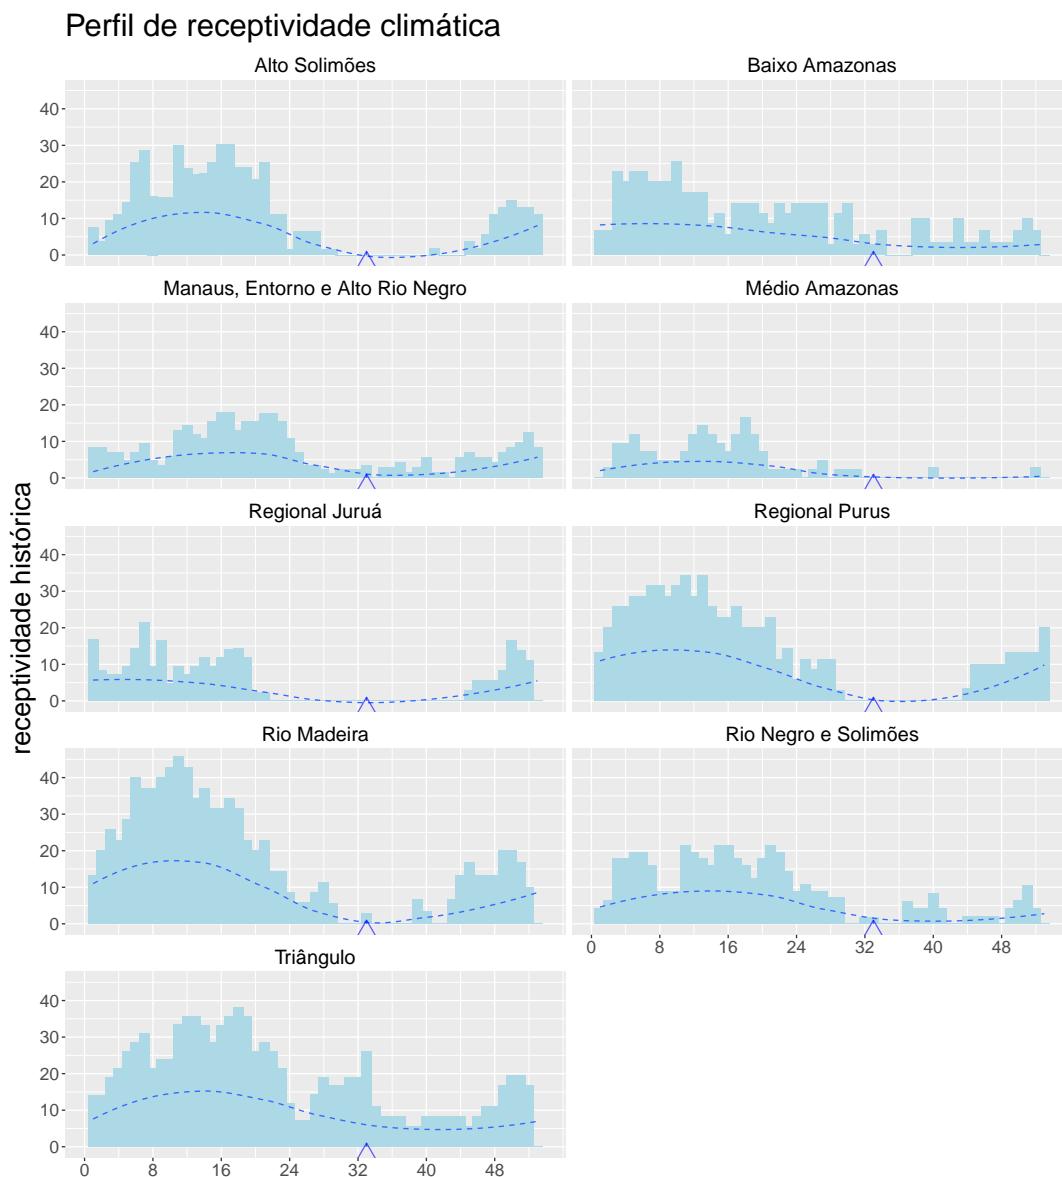 Perfil de receptividade climática
Alto Solimões
Baixo Amazonas
40
30
20
10
0
Manaus, Entorno e Alto Rio Negro
Médio Amazonas
40
30
20
10
0
Regional Juruá
Regional Purus
40
30
20
10
0
receptividade histórica
Rio Madeira
Rio Negro e Solimões
40
30
20
10
0
0 8 16 24 32 40 48
Triângulo
40
30
20
10
0
0 8 16 24 32 40 48